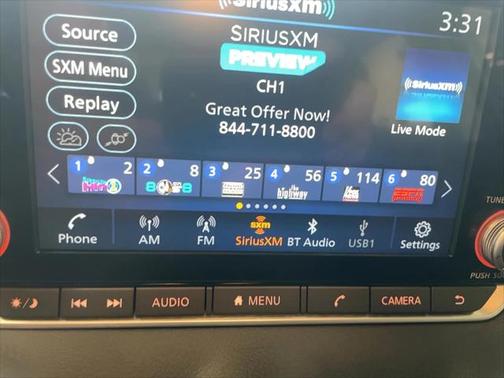 SiriusXM
3:31
Source
SXM Menu
Replay
SIRIUSXM
PREVIEW
CH1
Great Offer Now!
844-711-8800
SiriusXM
Live Mode
1 2
2 8
3 25
4 56
the highway
5 114
6 80
Phone
AM
FM
sxm
SiriusXM
BT Audio
USB1
Settings
TUNE
PUSH
AUDIO
MENU
CAMERA